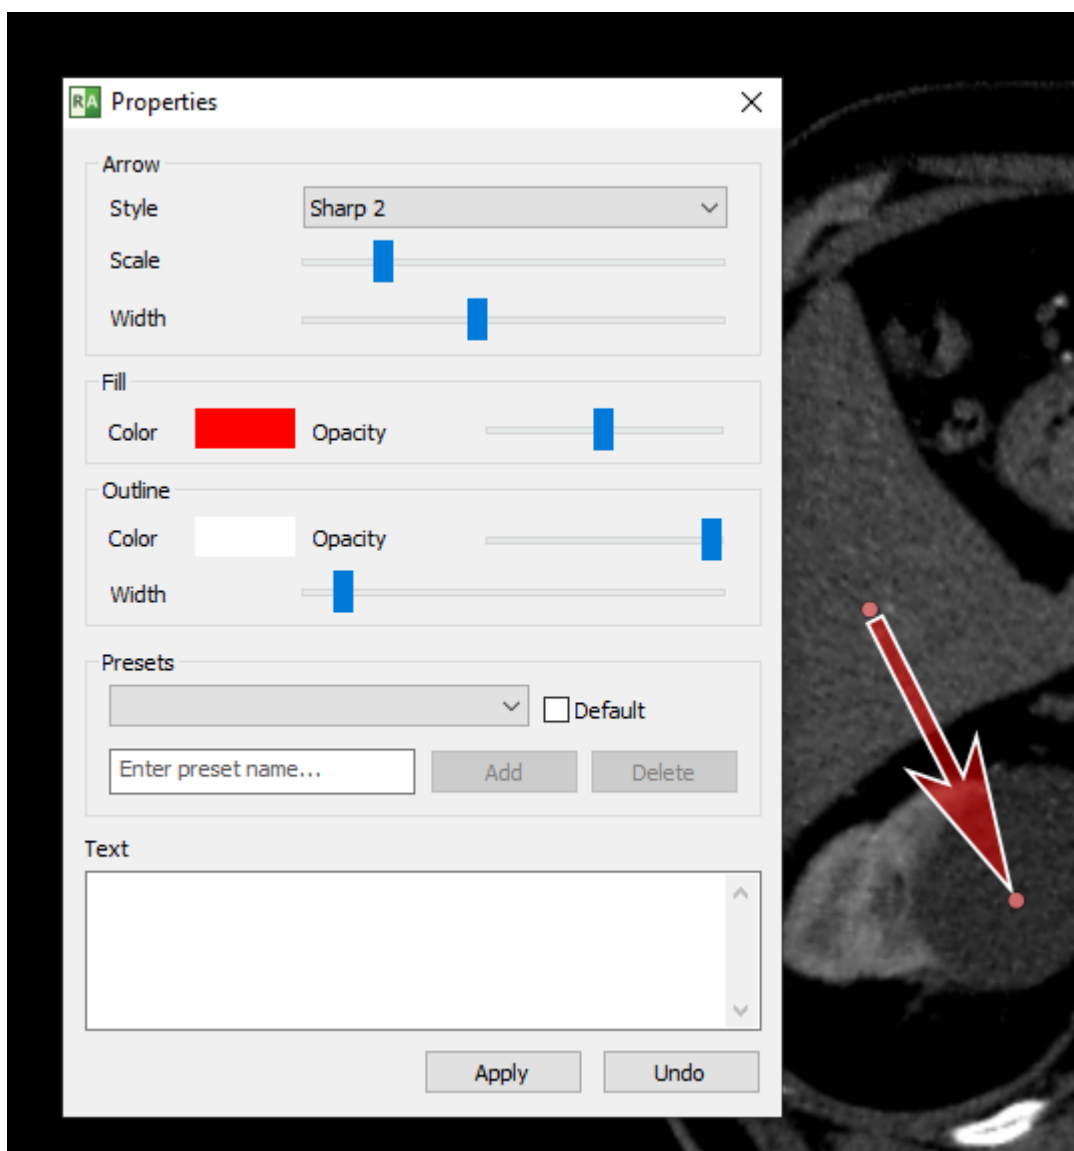 RA Properties
Arrow
Style Sharp 2
Scale
Width
Fill
Color Opacity
Outline
Color Opacity
Width
Presets
Default
Enter preset name... Add Delete
Text
Apply Undo